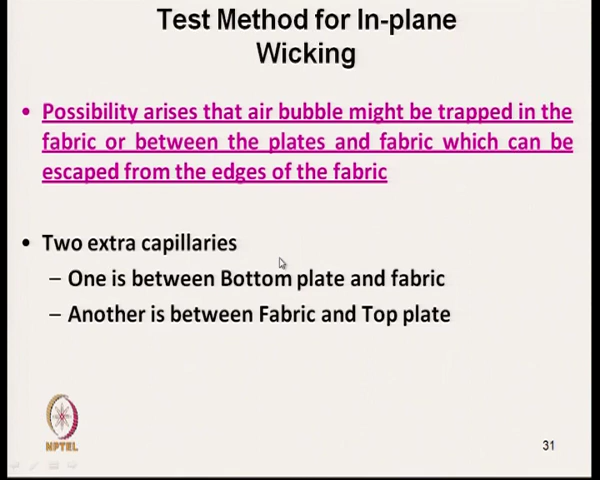 Test Method for In-plane
Wicking
• Possibility arises that air bubble might be trapped in the
fabric or between the plates and fabric which can be
escaped from the edges of the fabric
• Two extra capillaries
– One is between Bottom plate and fabric
– Another is between Fabric and Top plate
NPTEL
31